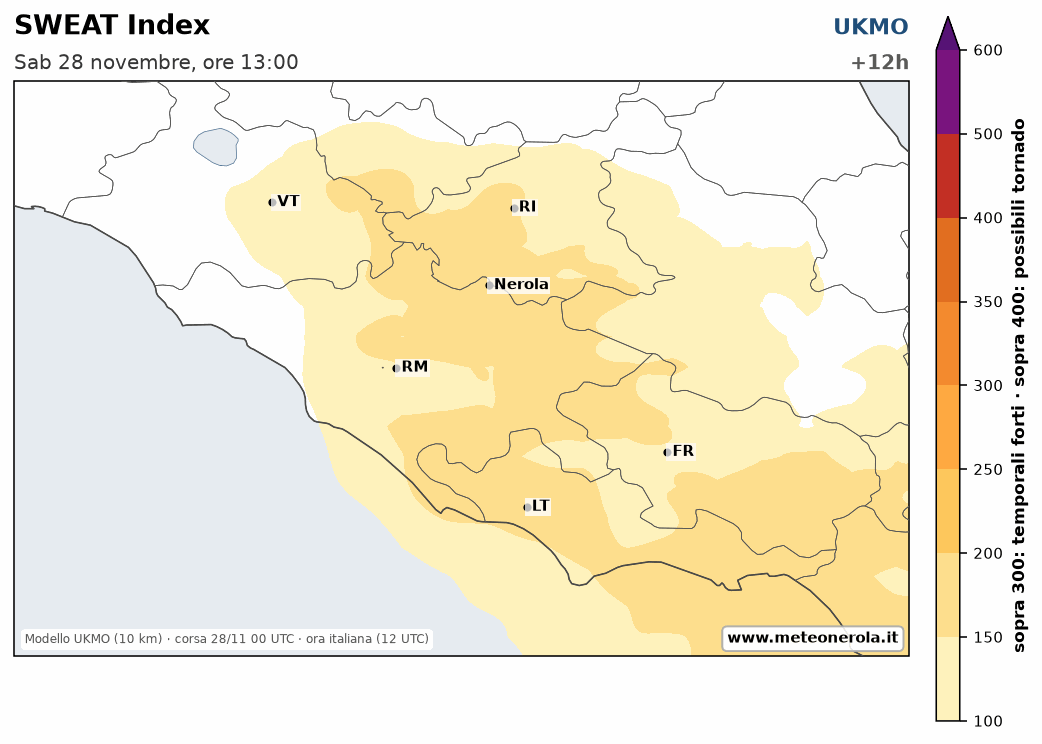 SWEAT Index
UKMO
Sab 28 novembre, ore 13:00
+12h
VT
RI
Nerola
RM
FR
LT
Modello UKMO (10 km) · corsa 28/11 00 UTC · ora italiana (12 UTC)
www.meteonerola.it
600
500
400
350
300
250
200
150
100
sopra 300: temporali forti · sopra 400: possibili tornado